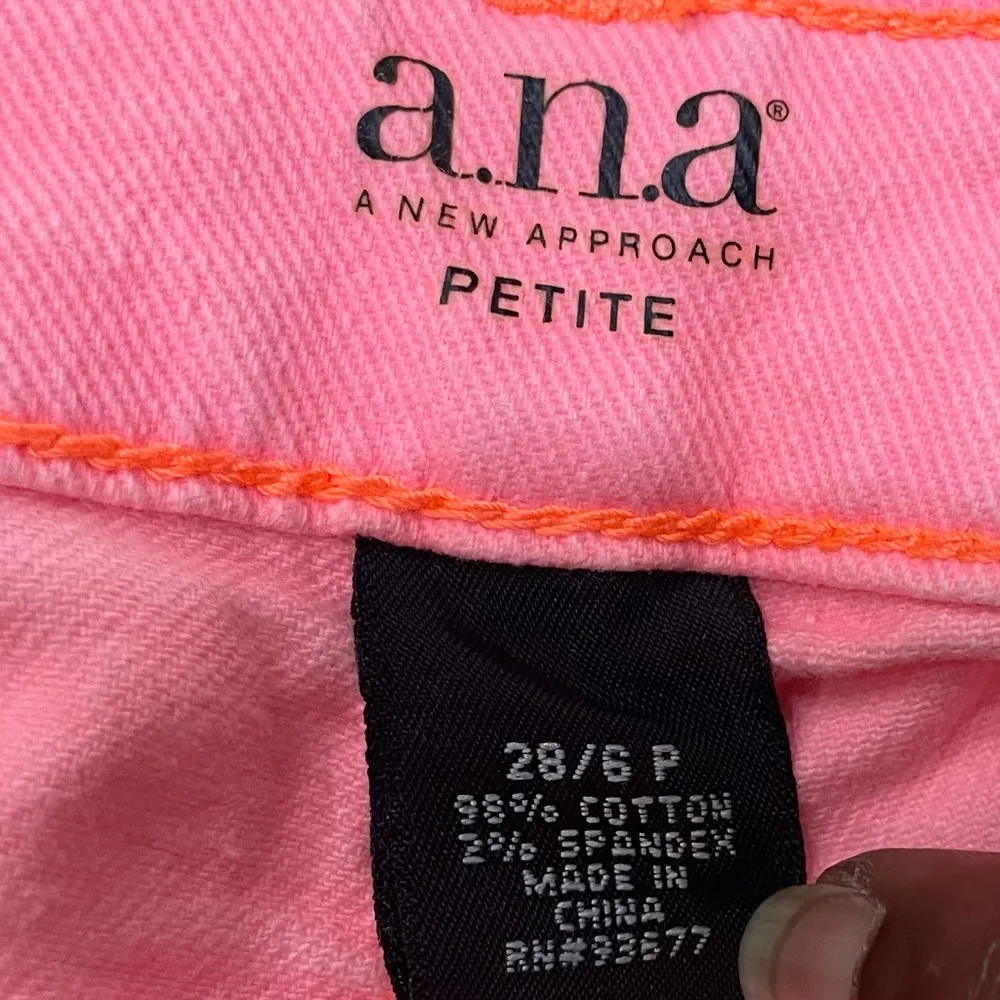 a.n.a®
A NEW APPROACH
PETITE
28/6 P
98% COTTON
2% SPANDEX
MADE IN
CHINA
RN#93677